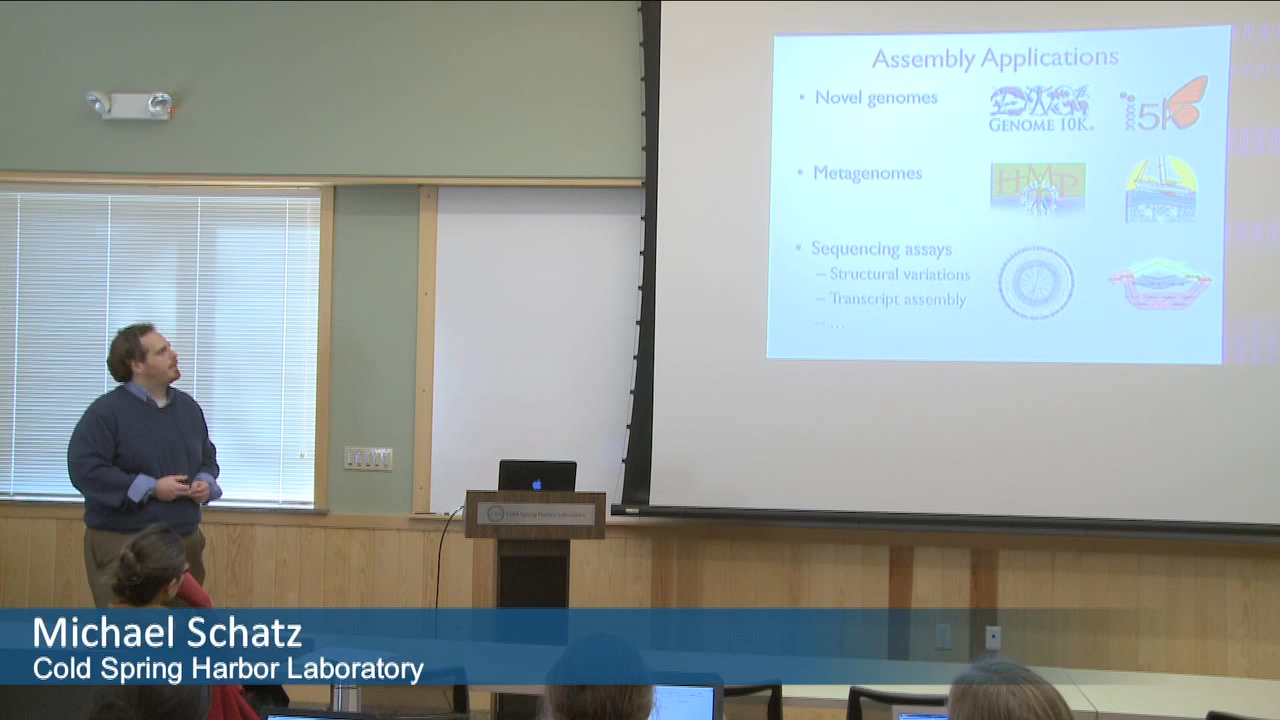 Assembly Applications
• Novel genomes
GENOME 10K.
i5k
• Metagenomes
HMP
• Sequencing assays
– Structural variations
– Transcript assembly
– ...
Cold Spring Harbor Laboratory
Michael Schatz
Cold Spring Harbor Laboratory